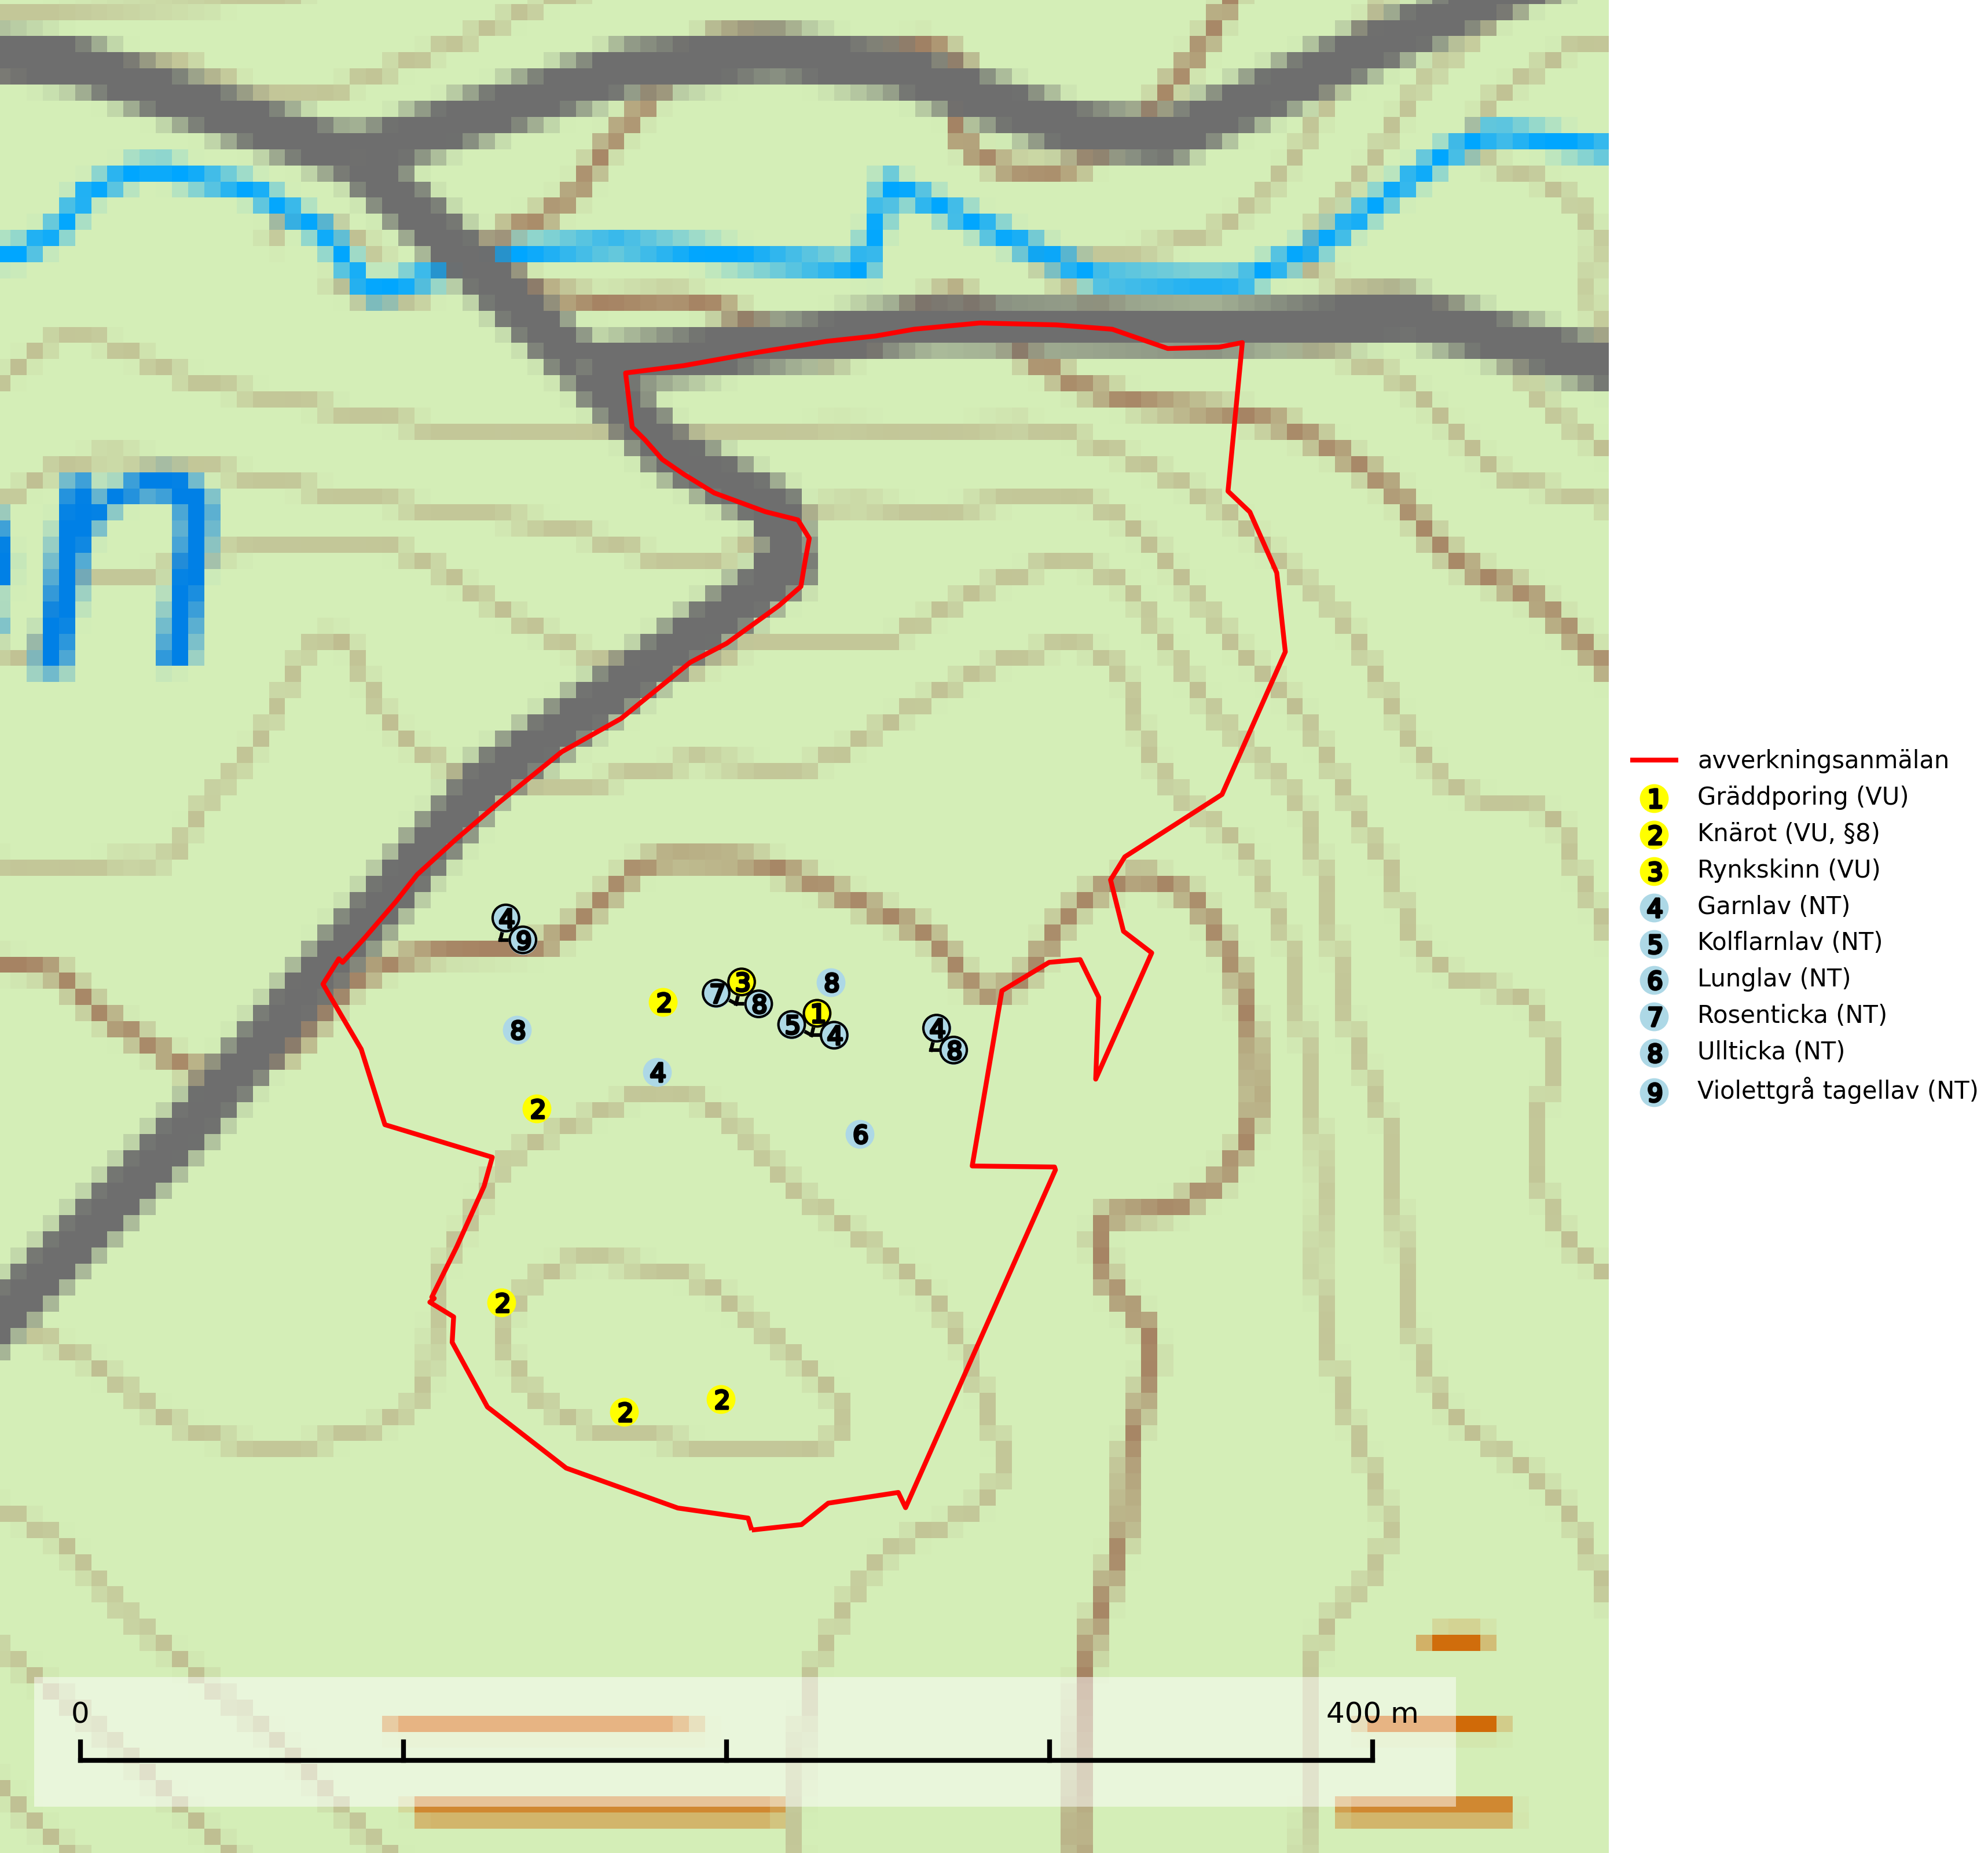 4
9
3
7
8
8
2
1
5
4
4
8
8
4
2
6
2
2
2
0
400 m
avverkningsanmälan
1 Gräddporing (VU)
2 Knärot (VU, §8)
3 Rynkskinn (VU)
4 Garnlav (NT)
5 Kolflarnlav (NT)
6 Lunglav (NT)
7 Rosenticka (NT)
8 Ullticka (NT)
9 Violettgrå tagellav (NT)